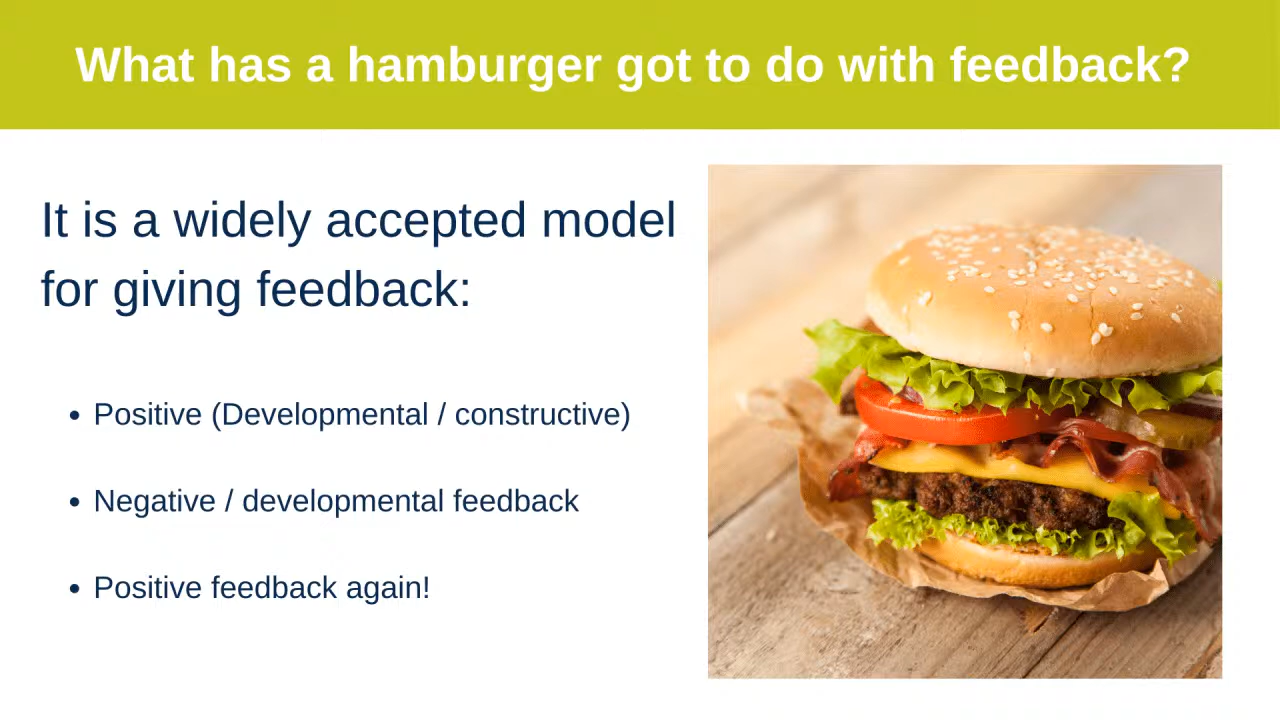 What has a hamburger got to do with feedback?
It is a widely accepted model
for giving feedback:
• Positive (Developmental / constructive)
• Negative / developmental feedback
• Positive feedback again!